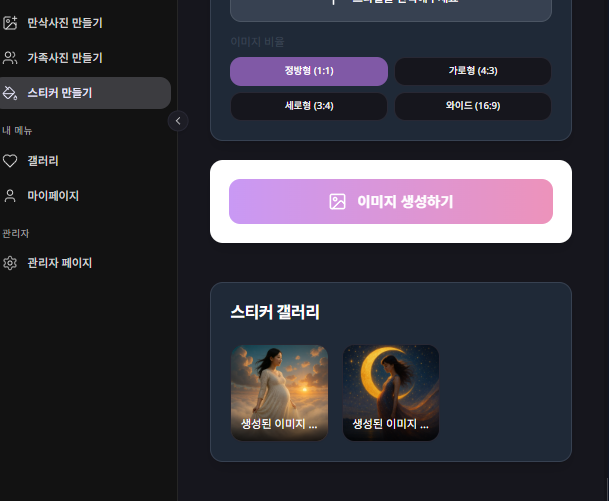 만삭사진 만들기
가족사진 만들기
스티커 만들기
내 메뉴
갤러리
마이페이지
관리자
관리자 페이지
이미지 비율
정방형 (1:1)
가로형 (4:3)
세로형 (3:4)
와이드 (16:9)
이미지 생성하기
스티커 갤러리
생성된 이미지 ...
생성된 이미지 ...